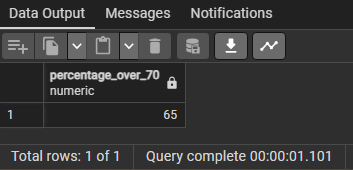 Data Output Messages Notifications
percentage_over_70
numeric
1 65
Total rows: 1 of 1 Query complete 00:00:01.101